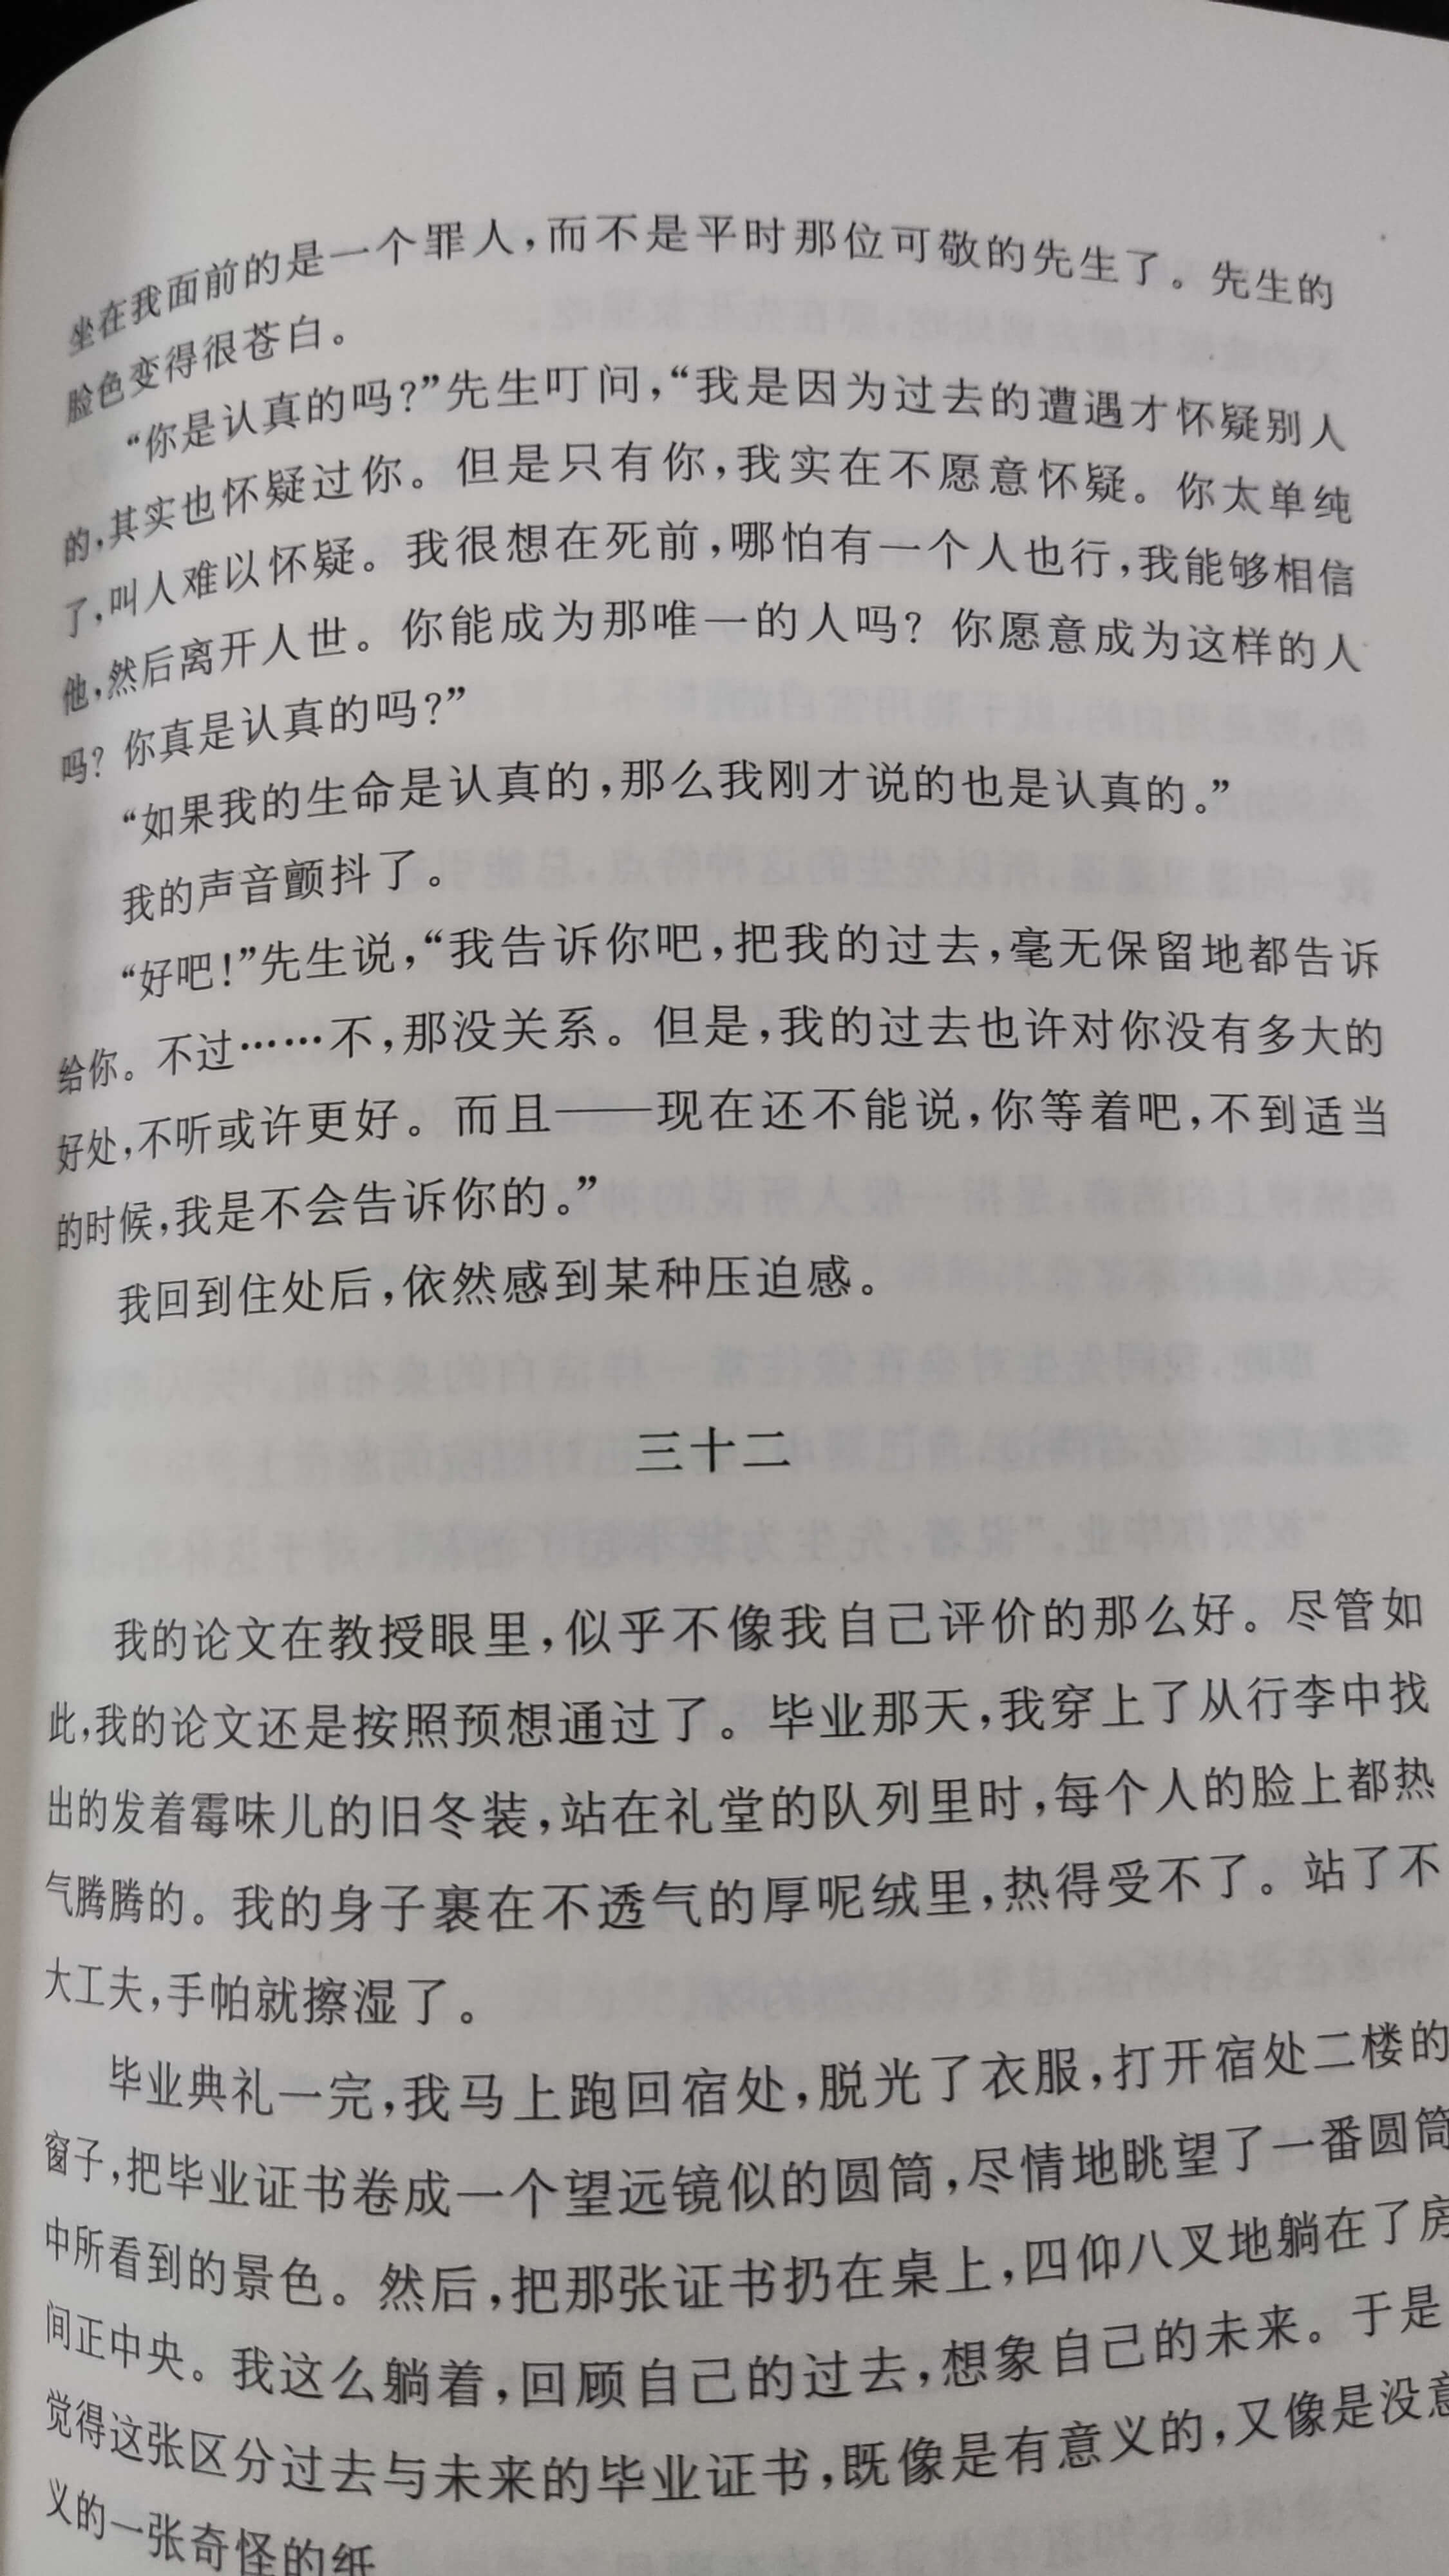 坐在我面前的是一个罪人，而不是平时那位可敬的先生了。先生的
脸色变得很苍白。
“你是认真的吗？”先生叮问，“我是因为过去的遭遇才怀疑别人
的，其实也怀疑过你。但是只有你，我实在不愿意怀疑。你太单纯
了，叫人难以怀疑。我很想在死前，哪怕有一个人也行，我能够相信
他，然后离开人世。你能成为那唯一的人吗？你愿意成为这样的人
吗？你真是认真的吗？”
“如果我的生命是认真的，那么我刚才说的也是认真的。”
我的声音颤抖了。
“好吧！”先生说，“我告诉你吧，把我的过去，毫无保留地都告诉
给你。不过……不，那没关系。但是，我的过去也许对你没有多大的
好处，不听或许更好。而且——现在还不能说，你等着吧，不到适当
的时候，我是不会告诉你的。”
我回到住处后，依然感到某种压迫感。
三十二
我的论文在教授眼里，似乎不像我自己评价的那么好。尽管如
此，我的论文还是按照预想通过了。毕业那天，我穿上了从行李中找
出的发着霉味儿的旧冬装，站在礼堂的队列里时，每个人的脸上都热
气腾腾的。我的身子裹在不透气的厚呢绒里，热得受不了。站了不
大工夫，手帕就擦湿了。
毕业典礼一完，我马上跑回宿处，脱光了衣服，打开宿处二楼的
窗子，把毕业证书卷成一个望远镜似的圆筒，尽情地眺望了一番圆筒
中所看到的景色。然后，把那张证书扔在桌上，四仰八叉地躺在了房
间正中央。我这么躺着，回顾自己的过去，想象自己的未来。于是
觉得这张区分过去与未来的毕业证书，既像是有意义的，又像是没意
义的一张奇怪的纸